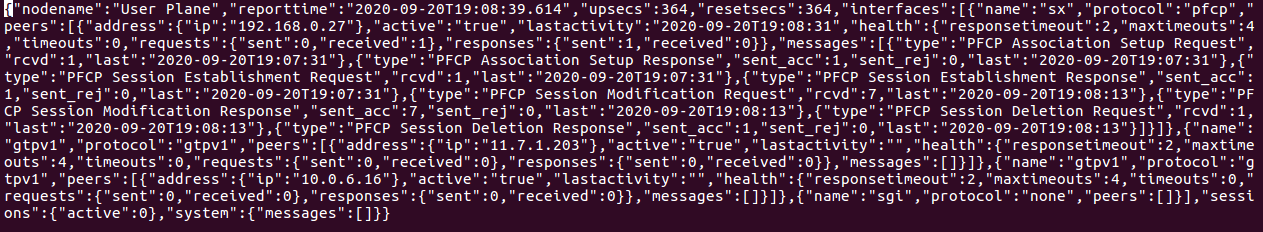 {"nodename":"User Plane","reporttime":"2020-09-20T19:08:39.614","upsecs":364,"resetsecs":364,"interfaces":[{"name":"sx","protocol":"pfcp","
peers":[{"address":{"ip":"192.168.0.27"},"active":"true","lastactivity":"2020-09-20T19:08:31","health":{"responsetimeout":2,"maxtimeouts":4
,"timeouts":0,"requests":{"sent":0,"received":1},"responses":{"sent":1,"received":0}},"messages":[{"type":"PFCP Association Setup Request",
"rcvd":1,"last":"2020-09-20T19:07:31"},{"type":"PFCP Association Setup Response","sent_acc":1,"sent_rej":0,"last":"2020-09-20T19:07:31"},{"
type":"PFCP Session Establishment Request","rcvd":1,"last":"2020-09-20T19:07:31"},{"type":"PFCP Session Establishment Response","sent_acc":
1,"sent_rej":0,"last":"2020-09-20T19:07:31"},{"type":"PFCP Session Modification Request","rcvd":7,"last":"2020-09-20T19:08:13"},{"type":"PF
CP Session Modification Response","sent_acc":7,"sent_rej":0,"last":"2020-09-20T19:08:13"},{"type":"PFCP Session Deletion Request","rcvd":1,
"last":"2020-09-20T19:08:13"},{"type":"PFCP Session Deletion Response","sent_acc":1,"sent_rej":0,"last":"2020-09-20T19:08:13"}]}]},{"name":
"gtpv1","protocol":"gtpv1","peers":[{"address":{"ip":"11.7.1.203"},"active":"true","lastactivity":"","health":{"responsetimeout":2,"maxtime
outs":4,"timeouts":0,"requests":{"sent":0,"received":0},"responses":{"sent":0,"received":0}},"messages":[]}]},{"name":"gtpv1","protocol":"g
tpv1","peers":[{"address":{"ip":"10.0.6.16"},"active":"true","lastactivity":"","health":{"responsetimeout":2,"maxtimeouts":4,"timeouts":0,"
requests":{"sent":0,"received":0},"responses":{"sent":0,"received":0}},"messages":[]}]},{"name":"sgi","protocol":"none","peers":[]}],"sessi
ons":{"active":0},"system":{"messages":[]}}